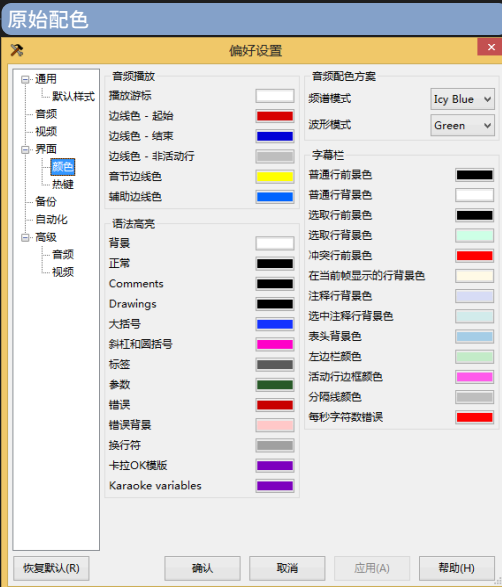 原始配色
偏好设置
通用
默认样式
音频
视频
界面
颜色
热键
备份
自动化
高级
音频
视频
音频播放
播放游标
边线色 - 起始
边线色 - 结束
边线色 - 非活动行
音节边线色
辅助边线色
语法高亮
背景
正常
Comments
Drawings
大括号
斜杠和圆括号
标签
参数
错误
错误背景
换行符
卡拉OK模版
Karaoke variables
音频配色方案
频谱模式 Icy Blue
波形模式 Green
字幕栏
普通行前景色
普通行背景色
选取行前景色
选取行背景色
冲突行前景色
在当前帧显示的行背景色
注释行背景色
选中注释行背景色
表头背景色
左边栏颜色
活动行边框颜色
分隔线颜色
每秒字符数错误
恢复默认(R)
确认
取消
应用(A)
帮助(H)